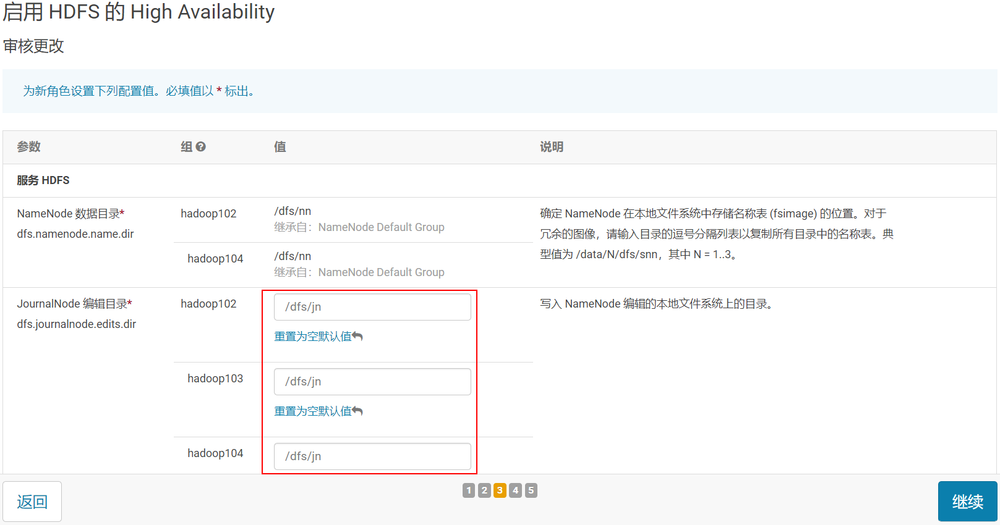 启用 HDFS 的 High Availability
审核更改
为新角色设置下列配置值。必填值以 * 标出。
参数 组 值 说明
服务 HDFS
NameNode 数据目录*
dfs.namenode.name.dir
hadoop102
/dfs/nn
继承自：NameNode Default Group
hadoop104
/dfs/nn
继承自：NameNode Default Group
确定 NameNode 在本地文件系统中存储名称表 (fsimage) 的位置。对于
冗余的图像，请输入目录的逗号分隔列表以复制所有目录中的名称表。典
型值为 /data/N/dfs/snn，其中 N = 1..3。
JournalNode 编辑目录*
dfs.journalnode.edits.dir
hadoop102
/dfs/jn
重置为空默认值
hadoop103
/dfs/jn
重置为空默认值
hadoop104
/dfs/jn
写入 NameNode 编辑的本地文件系统上的目录。
返回
1 2 3 4 5
继续